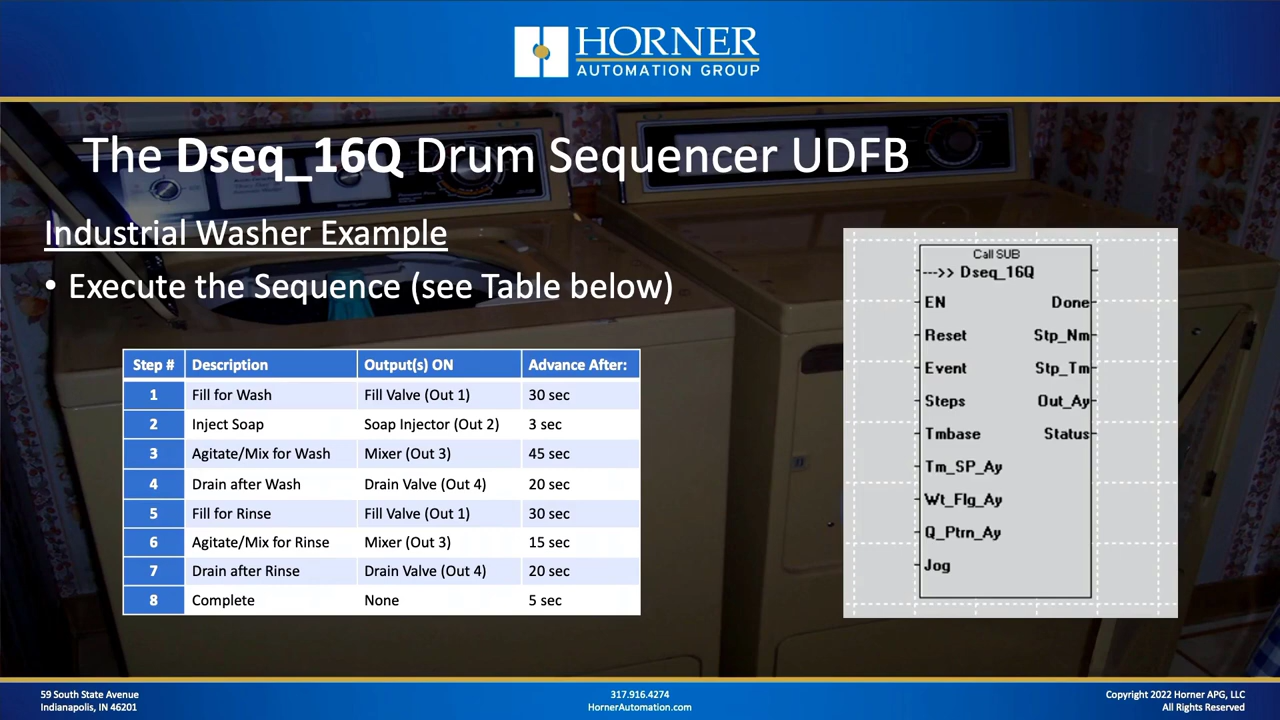 HORNER
AUTOMATION GROUP
The Dseq_16Q Drum Sequencer UDFB
Industrial Washer Example
• Execute the Sequence (see Table below)
Step # Description Output(s) ON Advance After:
1 Fill for Wash Fill Valve (Out 1) 30 sec
2 Inject Soap Soap Injector (Out 2) 3 sec
3 Agitate/Mix for Wash Mixer (Out 3) 45 sec
4 Drain after Wash Drain Valve (Out 4) 20 sec
5 Fill for Rinse Fill Valve (Out 1) 30 sec
6 Agitate/Mix for Rinse Mixer (Out 3) 15 sec
7 Drain after Rinse Drain Valve (Out 4) 20 sec
8 Complete None 5 sec
Call SUB
--->> Dseq_16Q
EN Done
Reset Stp_Nm
Event Stp_Tm
Steps Out_Ay
Tmbase Status
Tm_SP_Ay
Wt_Flg_Ay
Q_Ptrn_Ay
Jog
59 South State Avenue
Indianapolis, IN 46201
317.916.4274
HornerAutomation.com
Copyright 2022 Horner APG, LLC
All Rights Reserved